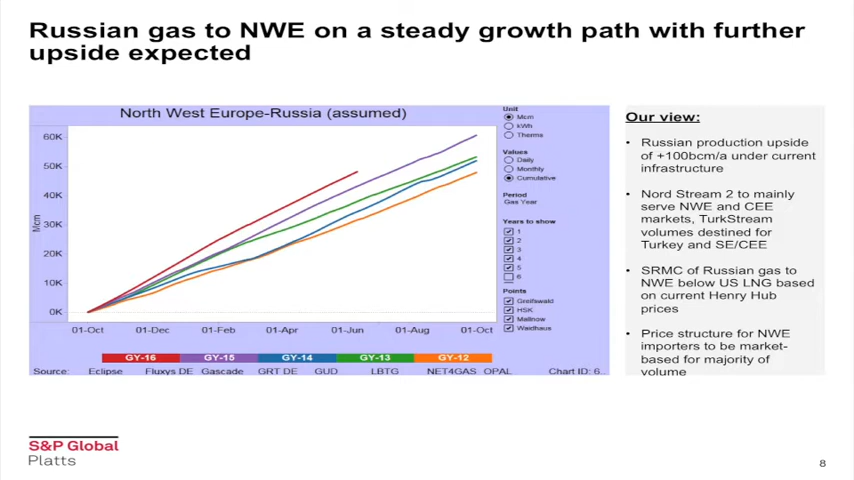 Russian gas to NWE on a steady growth path with further
upside expected
North West Europe-Russia (assumed)
60K
50K
40K
30K
20K
10K
0K
Mcm
01-Oct 01-Dec 01-Feb 01-Apr 01-Jun 01-Aug 01-Oct
GY-16 GY-15 GY-14 GY-13 GY-12
Source: Eclipse Fluxys DE Gascade GRT DE GUD LBTG NET4GAS OPAL Chart ID: 6...
Unit
Mcm
kWh
Therms
Values
Daily
Monthly
Cumulative
Period
Gas Year
Years to show
1
2
3
4
5
6
Points
Greifswald
HSK
Mallnow
Waidhaus
Our view:
• Russian production upside
of +100bcm/a under current
infrastructure
• Nord Stream 2 to mainly
serve NWE and CEE
markets, TurkStream
volumes destined for
Turkey and SE/CEE
• SRMC of Russian gas to
NWE below US LNG based
on current Henry Hub
prices
• Price structure for NWE
importers to be market-
based for majority of
volume
S&P Global
Platts
8